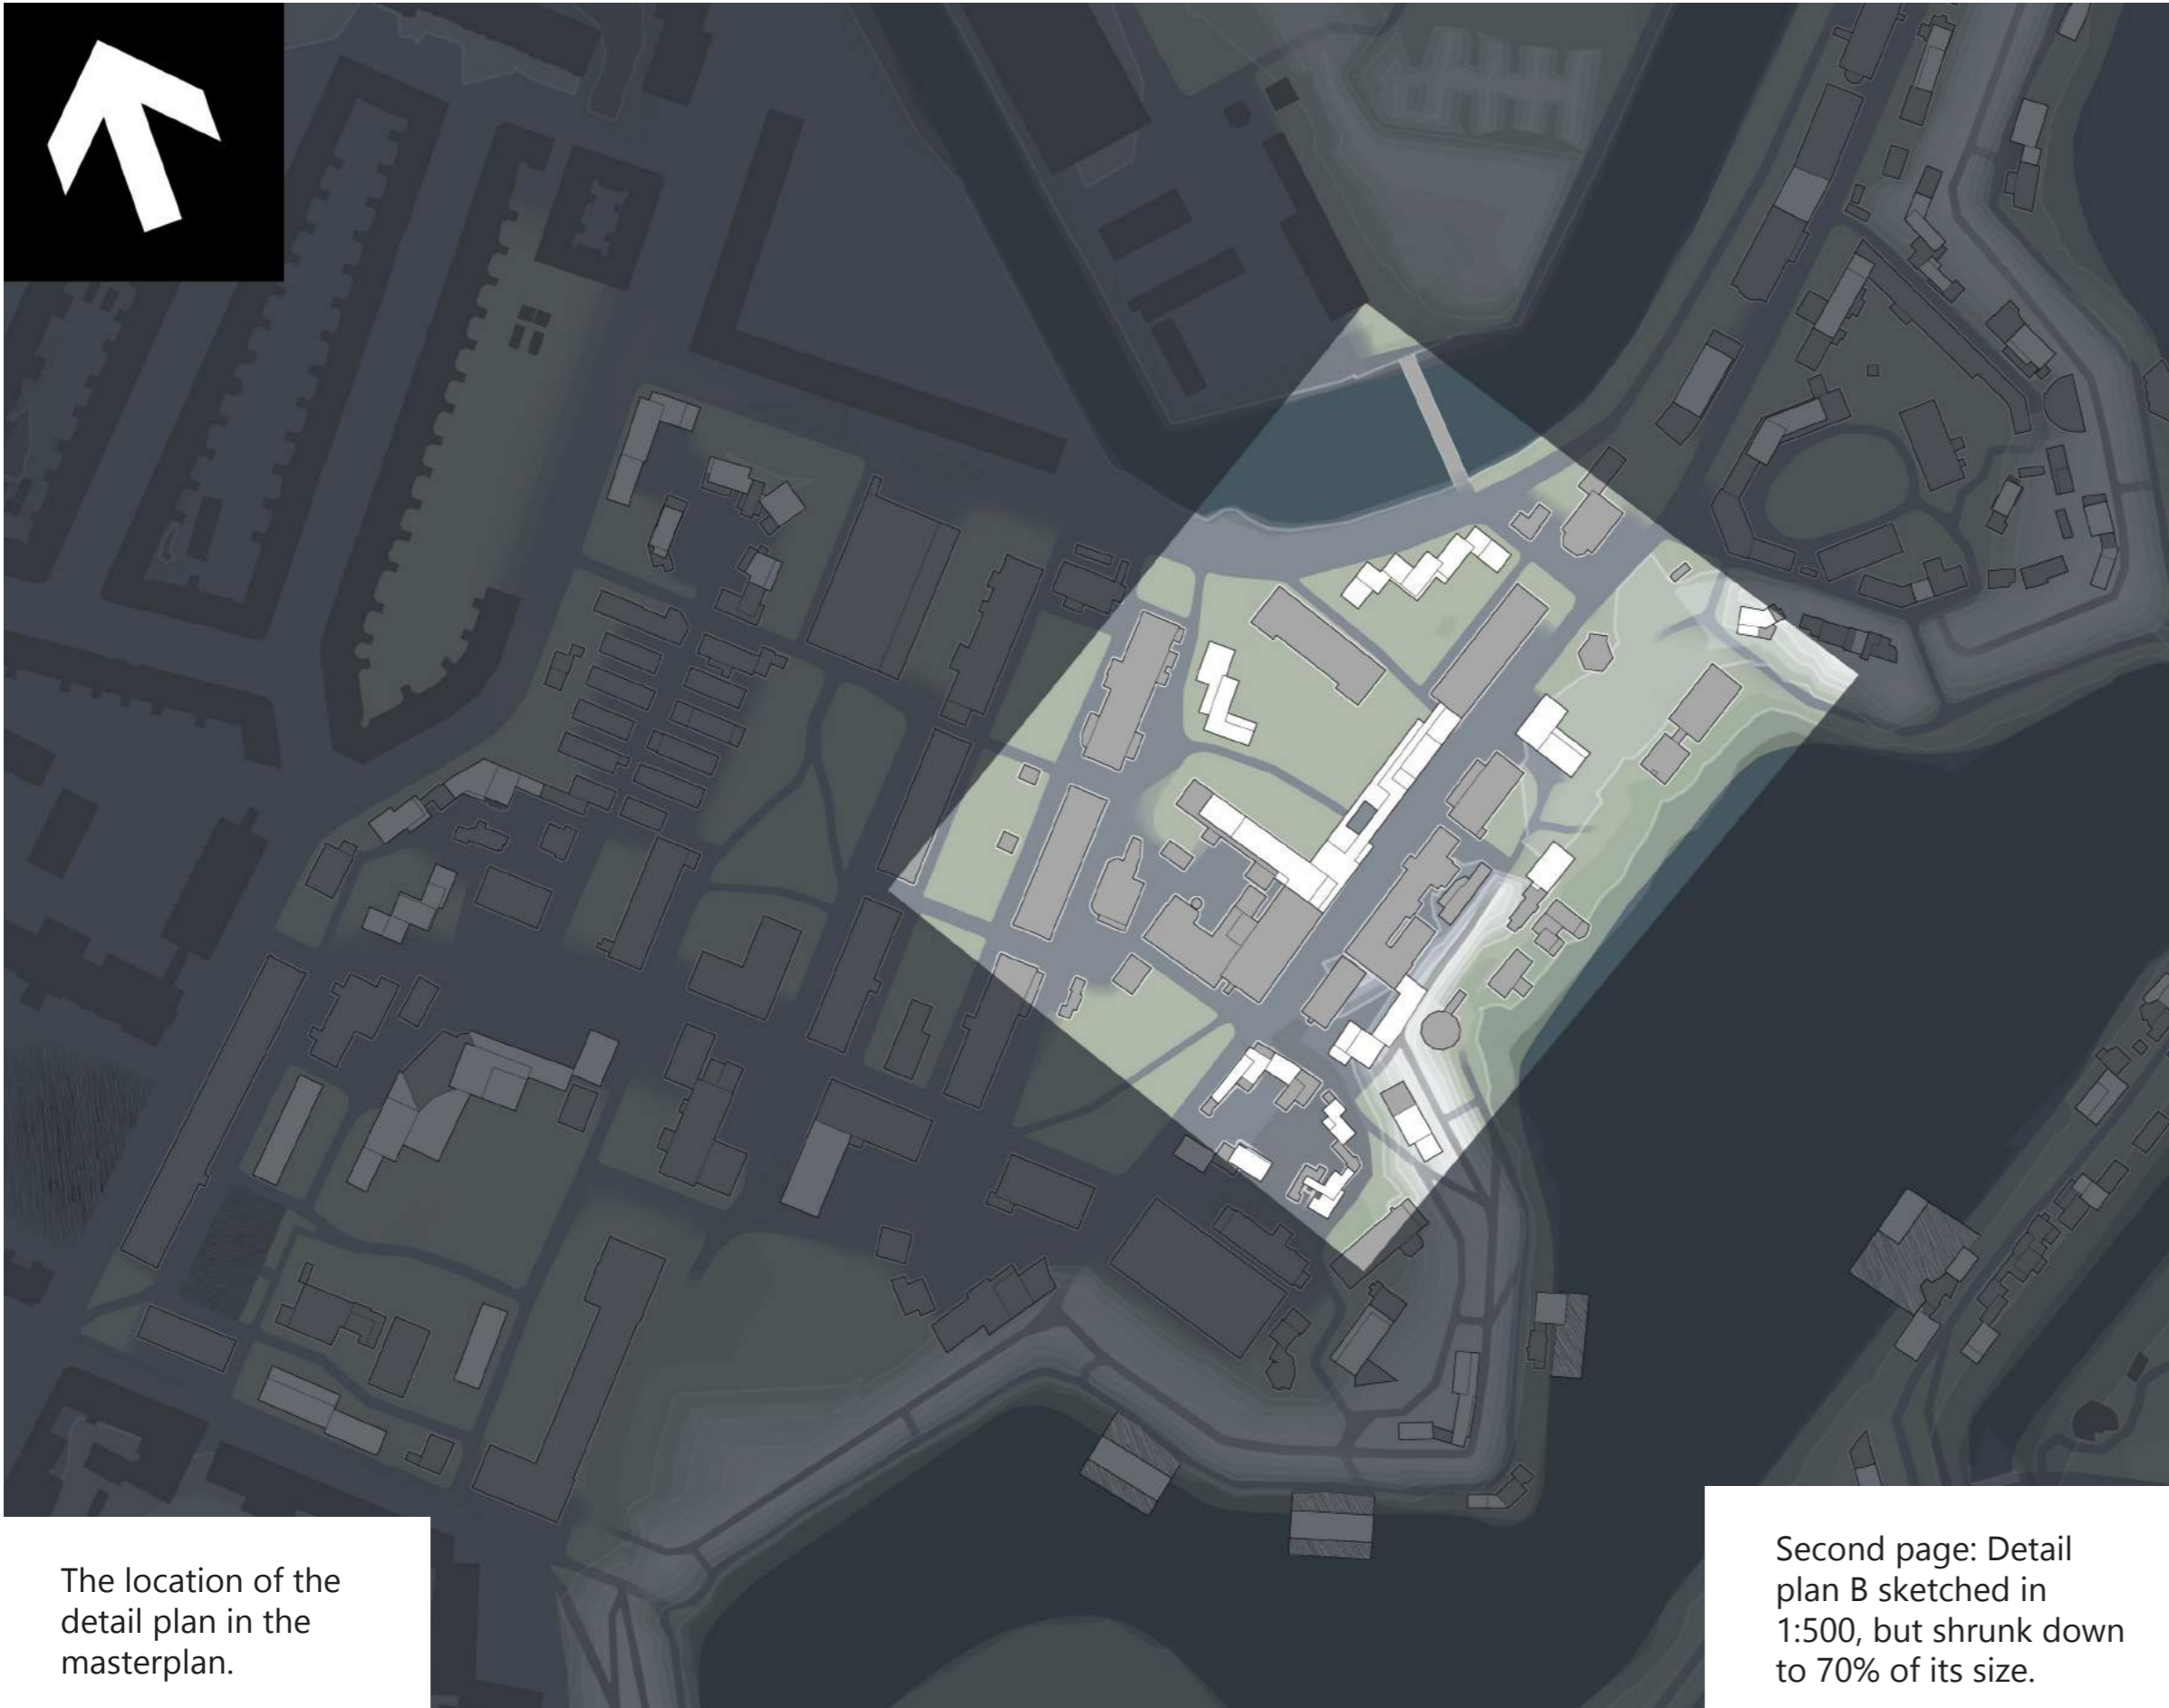 The location of the
detail plan in the
masterplan.
Second page: Detail
plan B sketched in
1:500, but shrunk down
to 70% of its size.